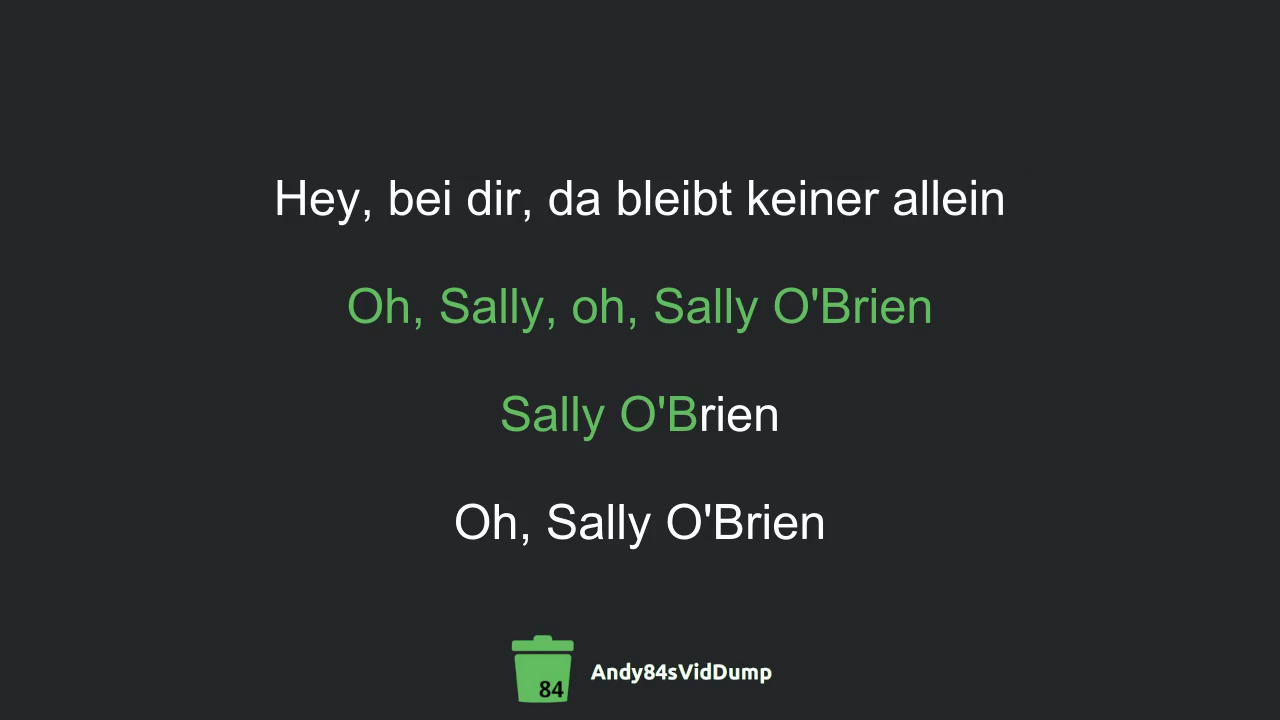 Hey, bei dir, da bleibt keiner allein
Oh, Sally, oh, Sally O'Brien
Sally O'Brien
Oh, Sally O'Brien
84 Andy84sVidDump